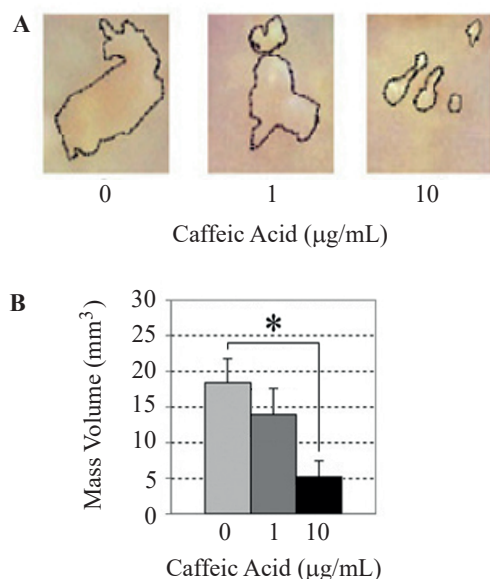 A
0 1 10
Caffeic Acid (μg/mL)
B
Mass Volume (mm³)
30
25
20
15
10
5
0
*
0 1 10
Caffeic Acid (μg/mL)